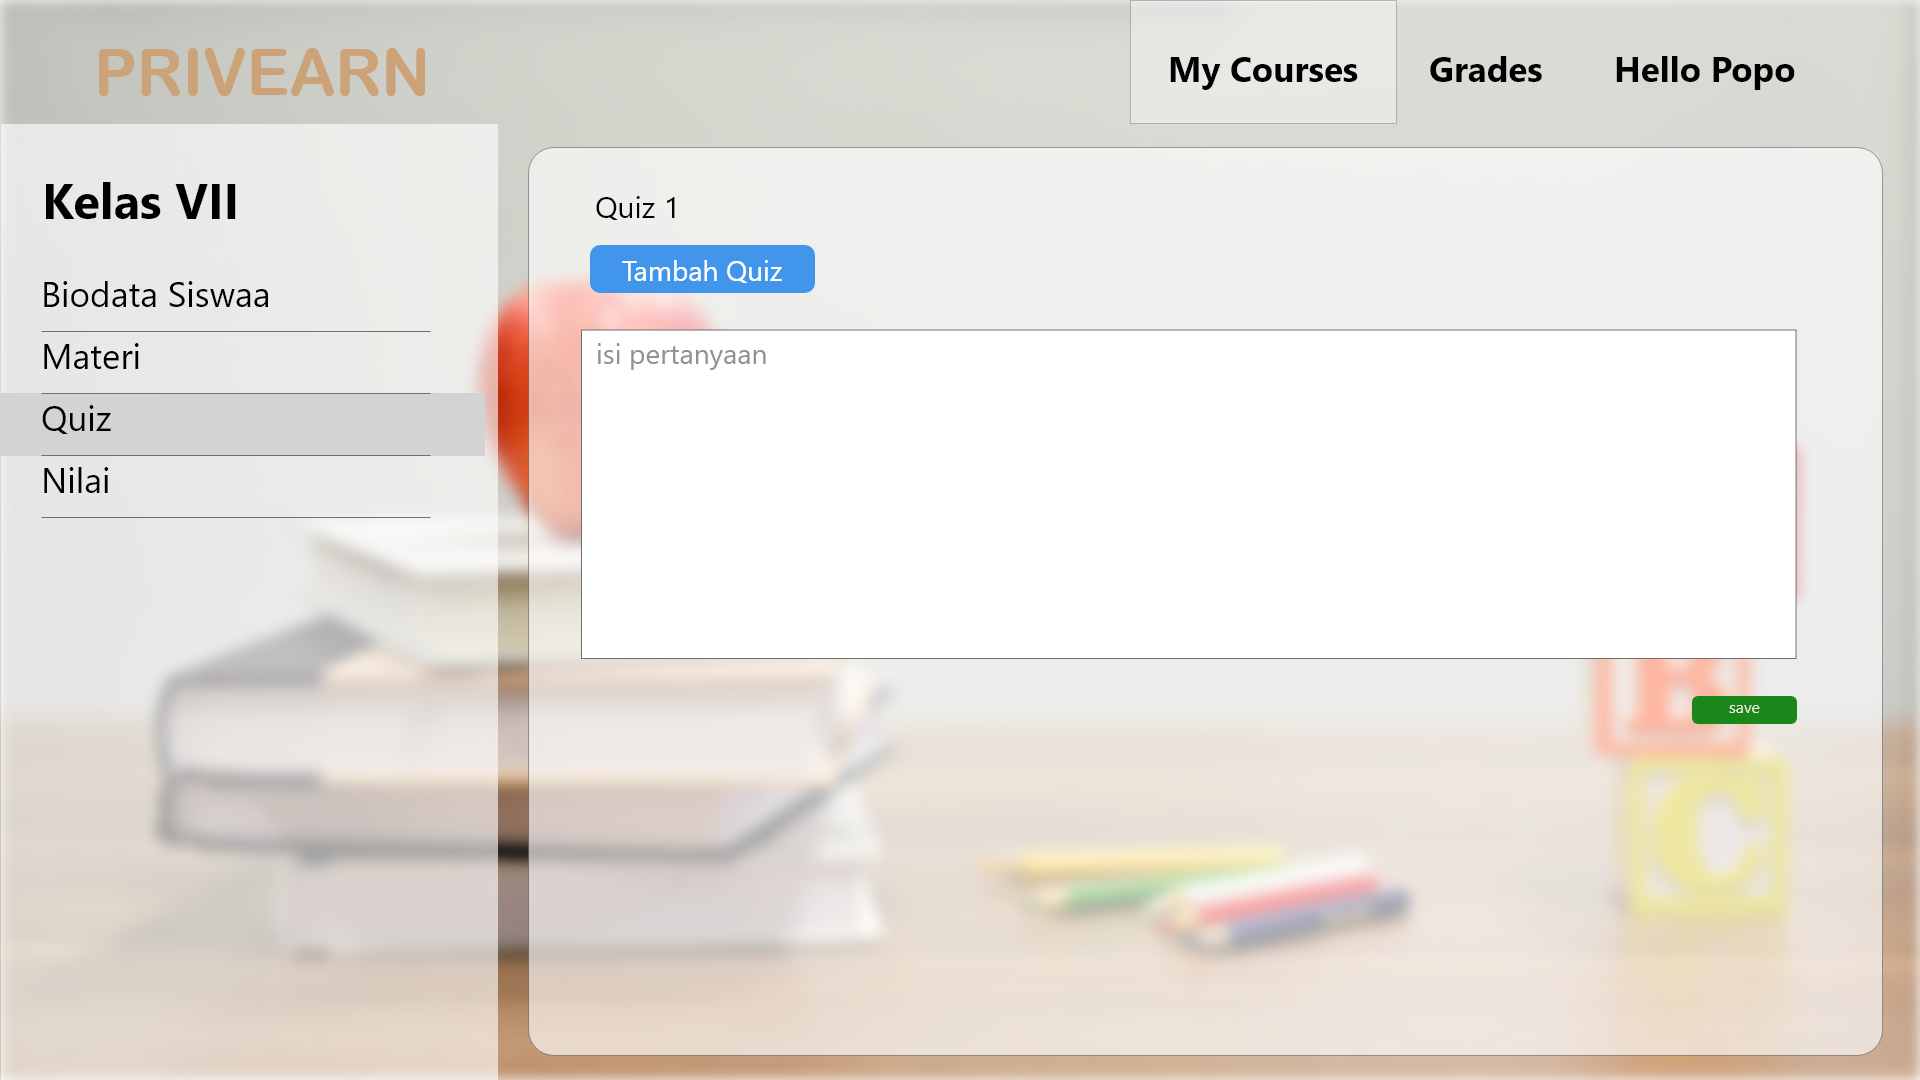 PRIVEARN
My Courses
Grades
Hello Popo
Kelas VII
Biodata Siswaa
Materi
Quiz
Nilai
Quiz 1
Tambah Quiz
isi pertanyaan
save
B
C